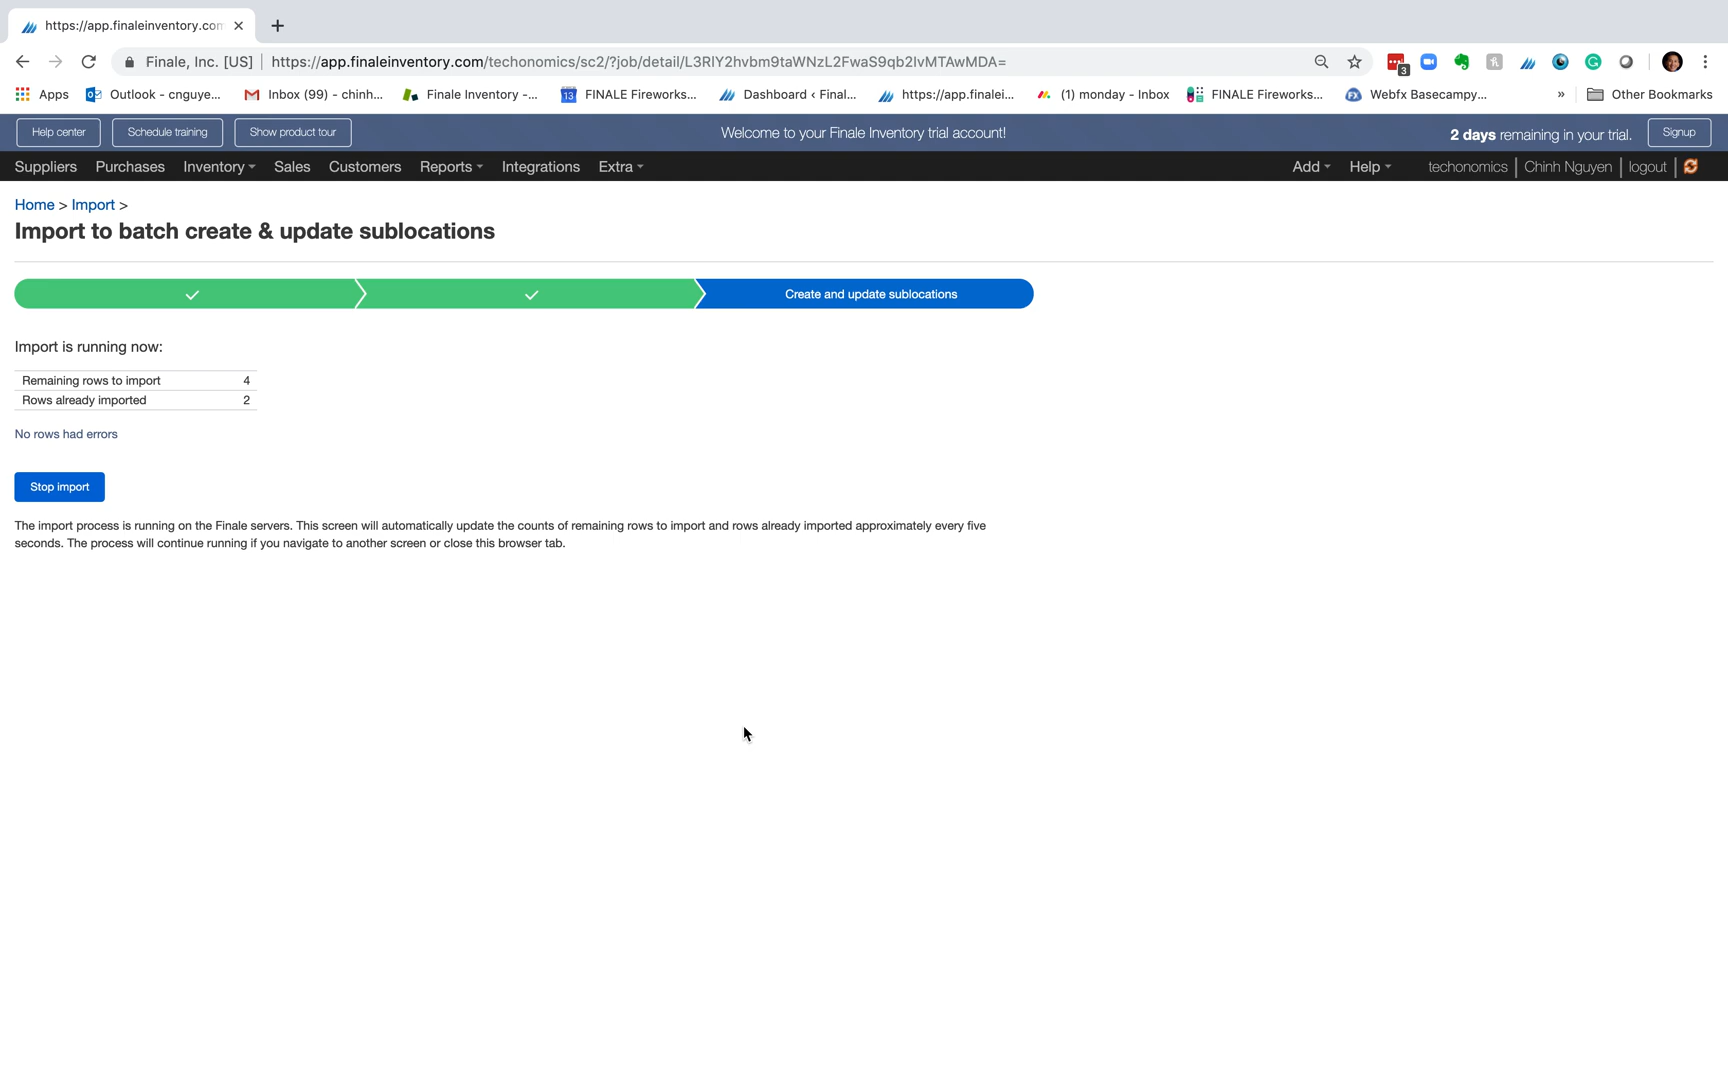 https://app.finaleinventory.com
Finale, Inc. [US] | https://app.finaleinventory.com/techonomics/sc2/?job/detail/L3RlY2hvbm9taWNzL2FwaS9qb2IvMTAwMDA=
3
Apps Outlook - cnguye... Inbox (99) - chinh... Finale Inventory -... 13 FINALE Fireworks... Dashboard ‹ Final... https://app.finalei... (1) monday - Inbox FINALE Fireworks... FX Webfx Basecampy... » Other Bookmarks
Help center Schedule training Show product tour Welcome to your Finale Inventory trial account! 2 days remaining in your trial. Signup
Suppliers Purchases Inventory Sales Customers Reports Integrations Extra Add Help techonomics | Chinh Nguyen | logout |
Home > Import >
Import to batch create & update sublocations
Create and update sublocations
Import is running now:
Remaining rows to import 4
Rows already imported 2
No rows had errors
Stop import
The import process is running on the Finale servers. This screen will automatically update the counts of remaining rows to import and rows already imported approximately every five
seconds. The process will continue running if you navigate to another screen or close this browser tab.